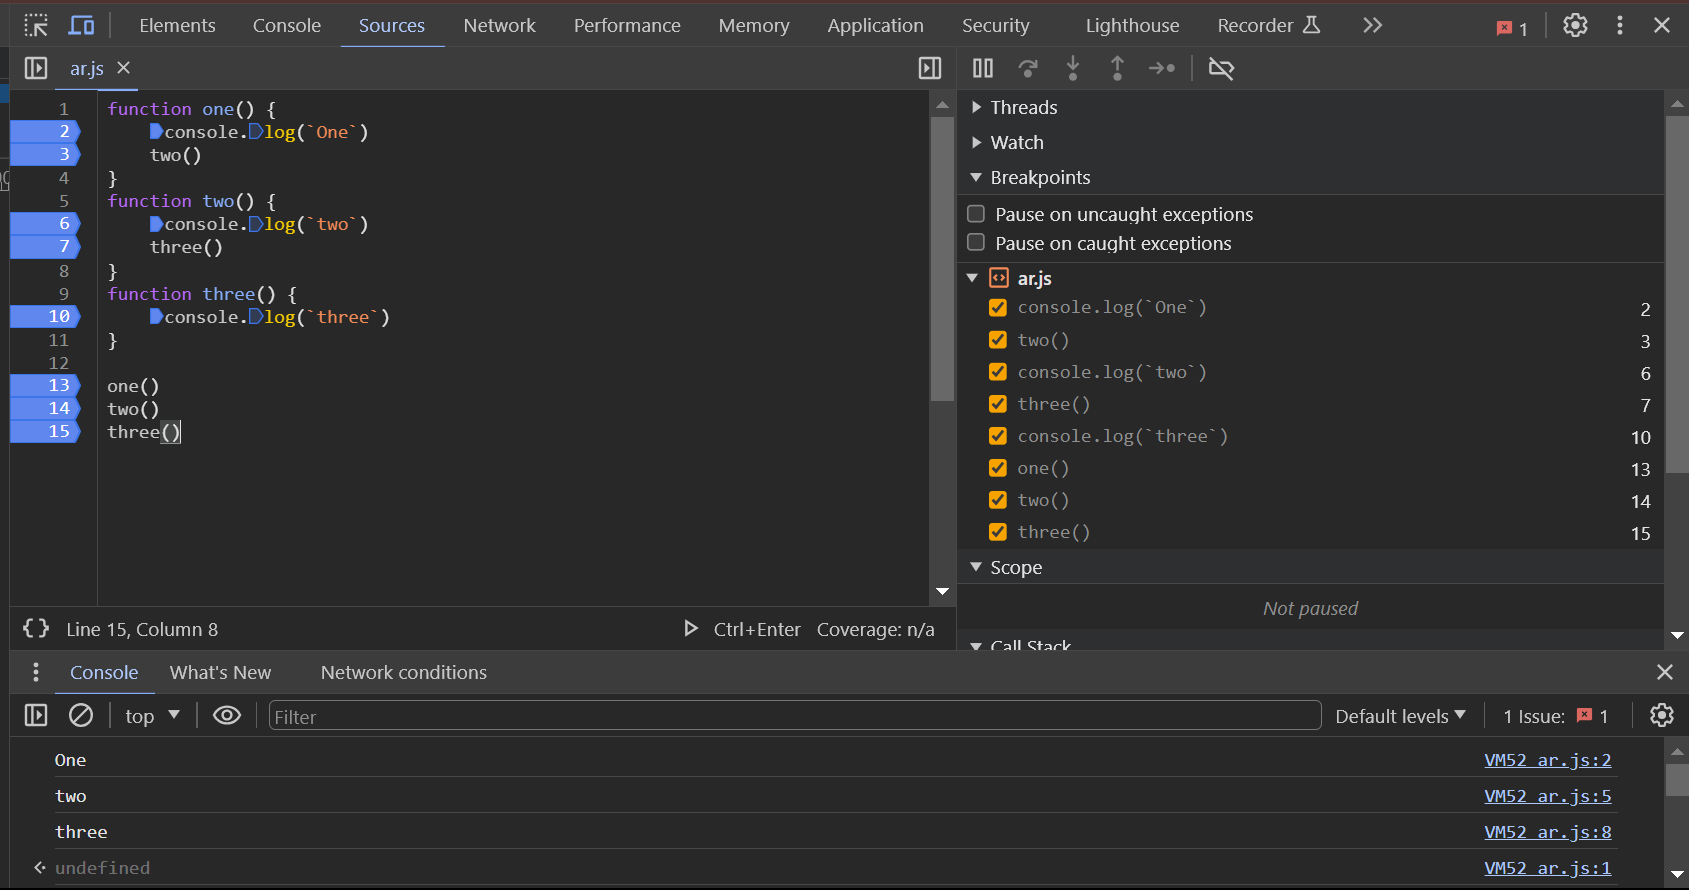 Elements Console Sources Network Performance Memory Application Security Lighthouse Recorder 1
ar.js
1 function one() {
2 console.log(`One`)
3 two()
4 }
5 function two() {
6 console.log(`two`)
7 three()
8 }
9 function three() {
10 console.log(`three`)
11 }
12
13 one()
14 two()
15 three()
Line 15, Column 8 Ctrl+Enter Coverage: n/a
Threads
Watch
Breakpoints
Pause on uncaught exceptions
Pause on caught exceptions
ar.js
console.log(`One`) 2
two() 3
console.log(`two`) 6
three() 7
console.log(`three`) 10
one() 13
two() 14
three() 15
Scope
Not paused
Call Stack
Console What's New Network conditions
top Filter Default levels 1 Issue: 1
One VM52 ar.js:2
two VM52 ar.js:5
three VM52 ar.js:8
undefined VM52 ar.js:1